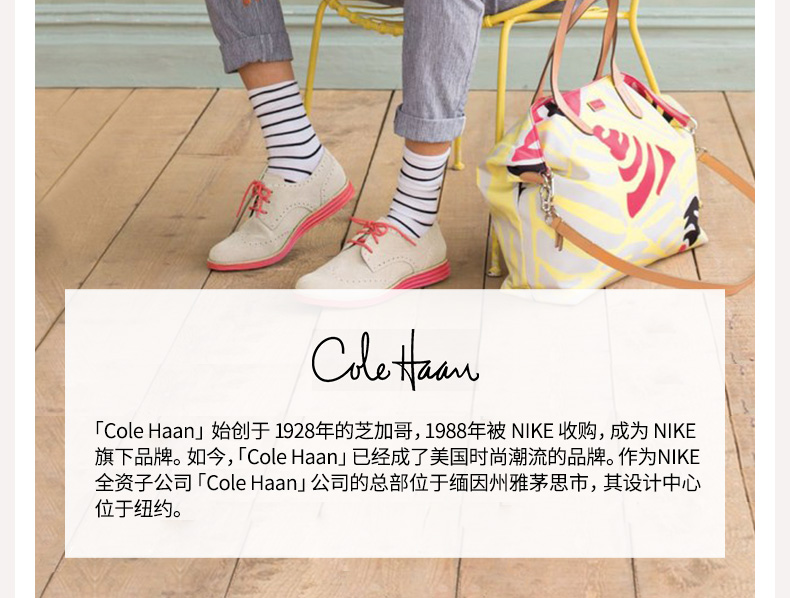 Cole Haan
「Cole Haan」始创于 1928年的芝加哥，1988年被 NIKE 收购，成为 NIKE
旗下品牌。如今，「Cole Haan」已经成了美国时尚潮流的品牌。作为NIKE
全资子公司「Cole Haan」公司的总部位于缅因州雅茅思市，其设计中心
位于纽约。